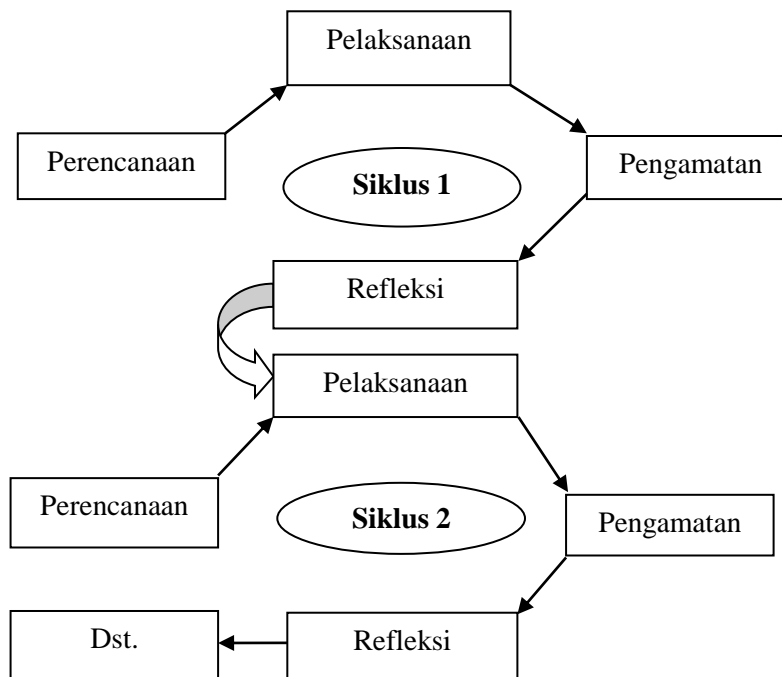 Pelaksanaan
Perencanaan
Siklus 1
Pengamatan
Refleksi
Pelaksanaan
Perencanaan
Siklus 2
Pengamatan
Dst.
Refleksi